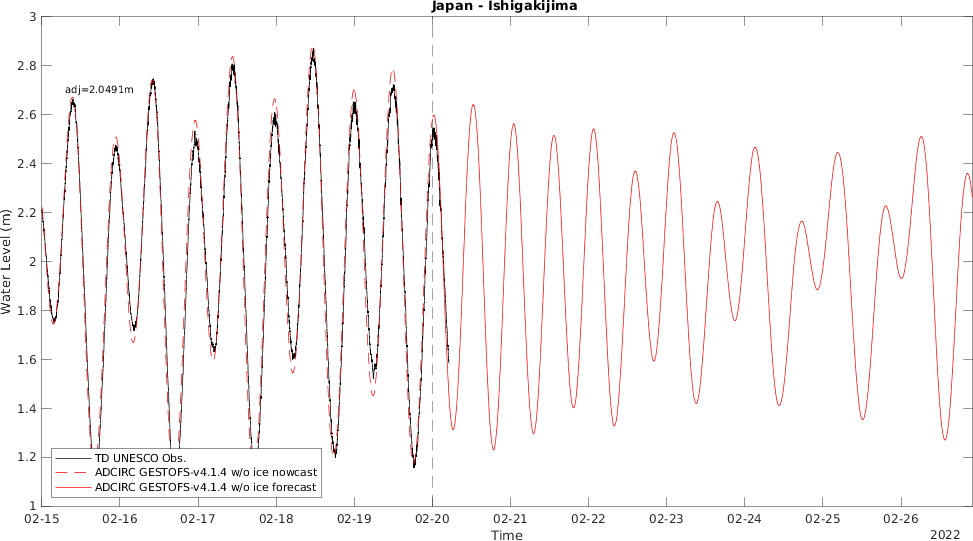 Japan - Ishigakijima
3
2.8
2.6
2.4
2.2
2
1.8
1.6
1.4
1.2
1
Water Level (m)
adj=2.0491m
TD UNESCO Obs.
ADCIRC GESTOFS-v4.1.4 w/o ice nowcast
ADCIRC GESTOFS-v4.1.4 w/o ice forecast
02-15 02-16 02-17 02-18 02-19 02-20 02-21 02-22 02-23 02-24 02-25 02-26
Time
2022